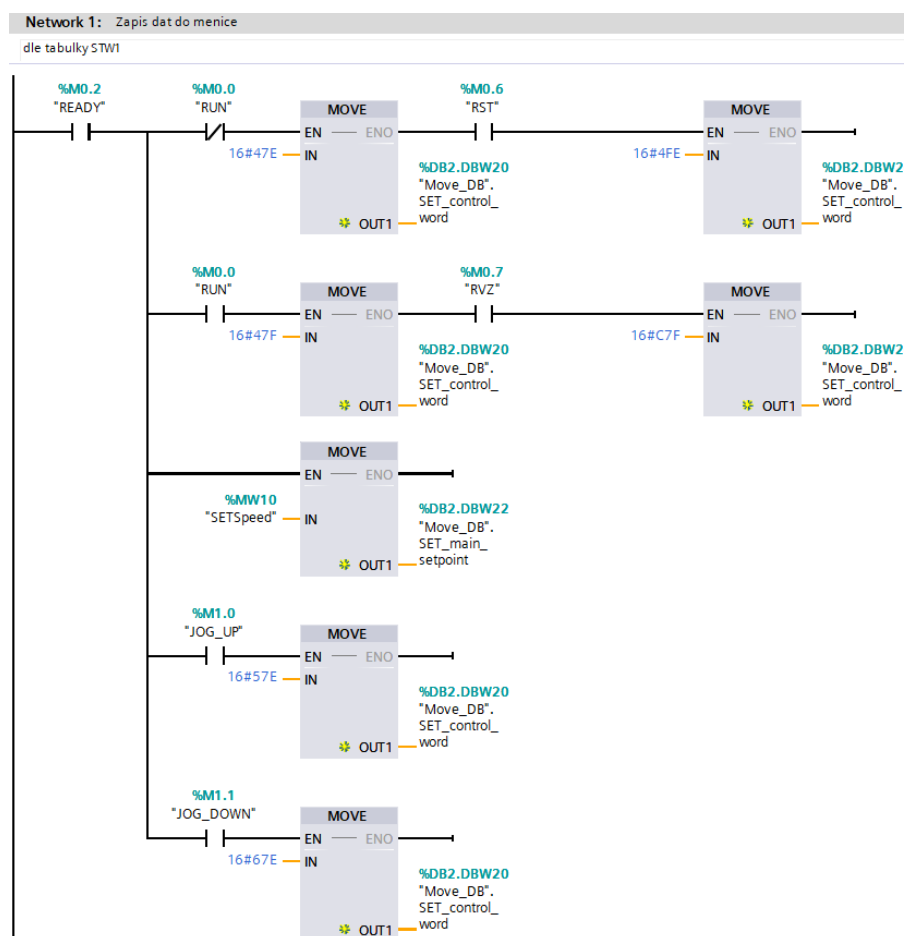 Network 1: Zapis dat do menice
dle tabulky STW1
%M0.2
"READY"
%M0.0
"RUN"
MOVE
EN ENO
16#47E IN
%DB2.DBW20
"Move_DB".
SET_control_
word
OUT1
%M0.6
"RST"
MOVE
EN ENO
16#4FE IN
%DB2.DBW2
"Move_DB".
SET_control_
word
OUT1
%M0.0
"RUN"
MOVE
EN ENO
16#47F IN
%DB2.DBW20
"Move_DB".
SET_control_
word
OUT1
%M0.7
"RVZ"
MOVE
EN ENO
16#C7F IN
%DB2.DBW2
"Move_DB".
SET_control_
word
OUT1
MOVE
EN ENO
%MW10
"SETSpeed" IN
%DB2.DBW22
"Move_DB".
SET_main_
setpoint
OUT1
%M1.0
"JOG_UP"
MOVE
EN ENO
16#57E IN
%DB2.DBW20
"Move_DB".
SET_control_
word
OUT1
%M1.1
"JOG_DOWN"
MOVE
EN ENO
16#67E IN
%DB2.DBW20
"Move_DB".
SET_control_
word
OUT1